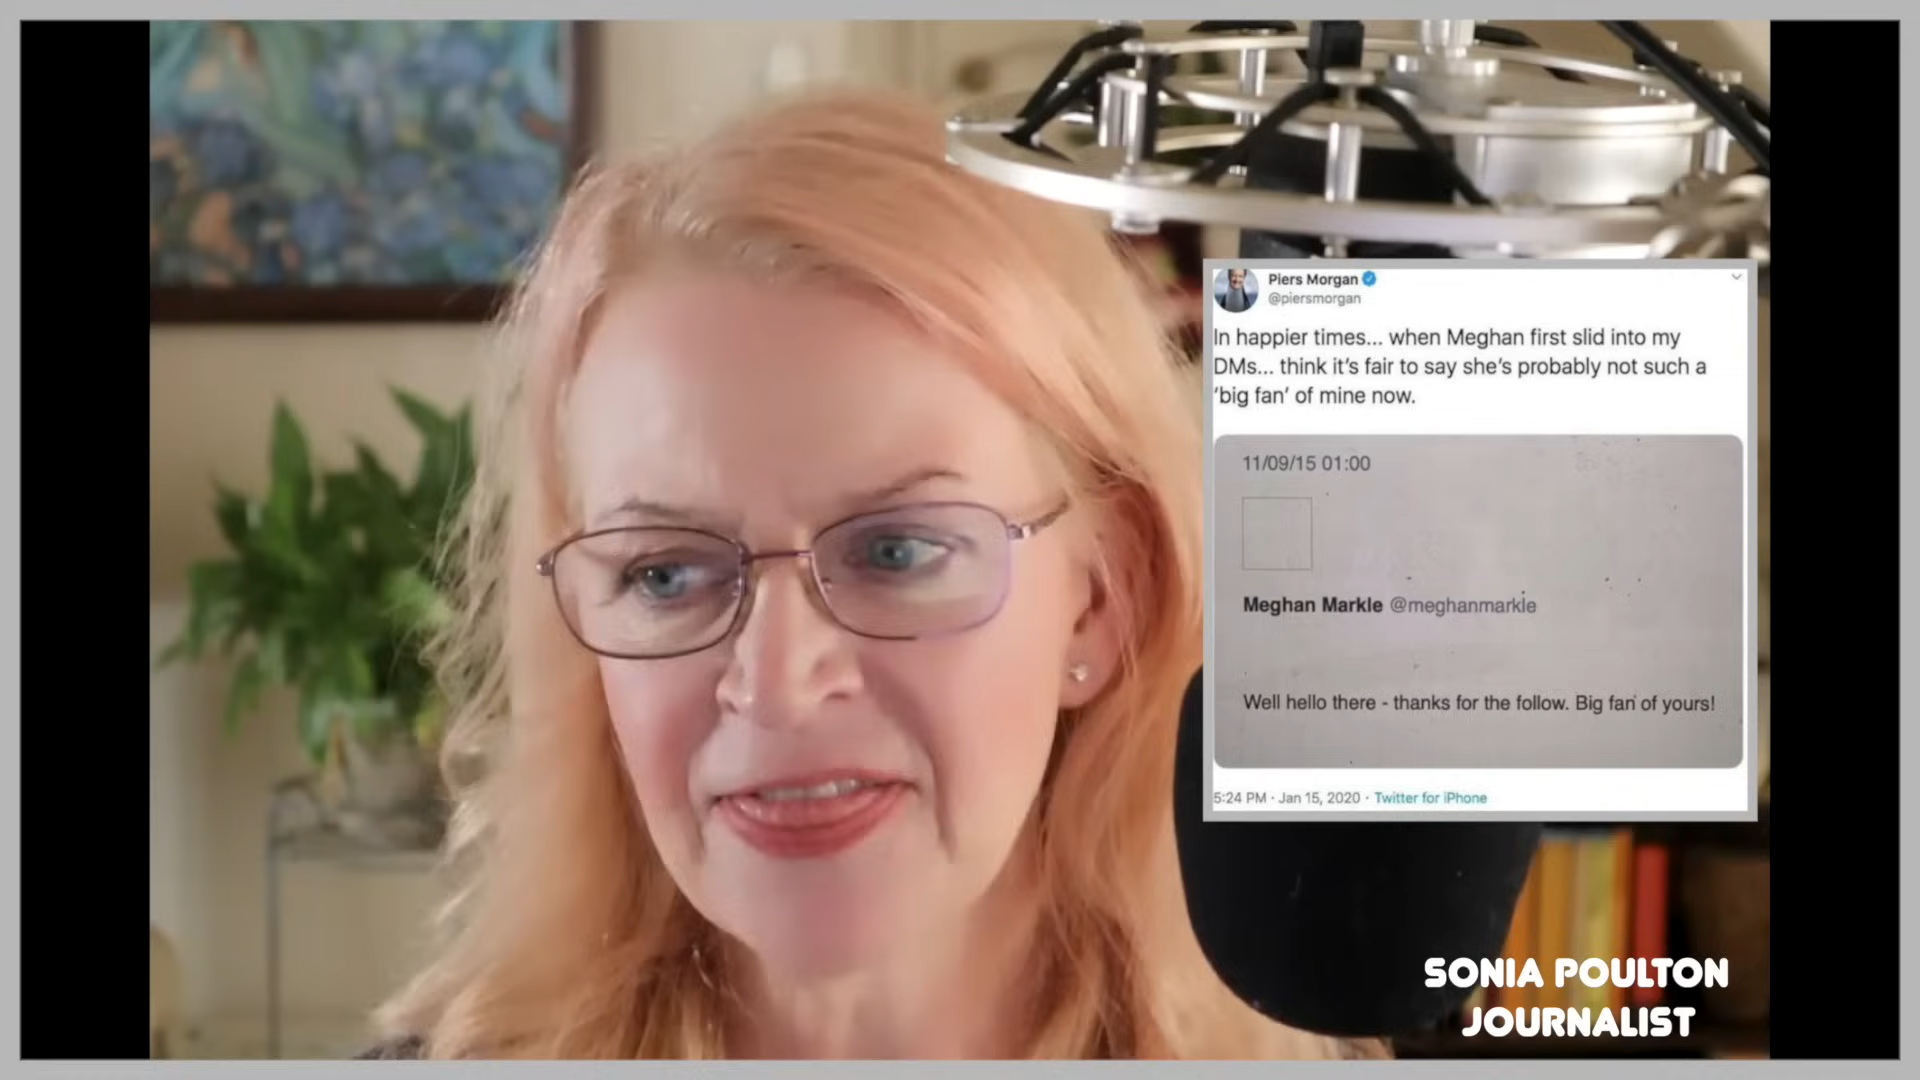 Piers Morgan
@piersmorgan
In happier times... when Meghan first slid into my
DMs... think it's fair to say she's probably not such a
'big fan' of mine now.
11/09/15 01:00
Meghan Markle @meghanmarkle
Well hello there - thanks for the follow. Big fan of yours!
5:24 PM · Jan 15, 2020 · Twitter for iPhone
SONIA POULTON
JOURNALIST